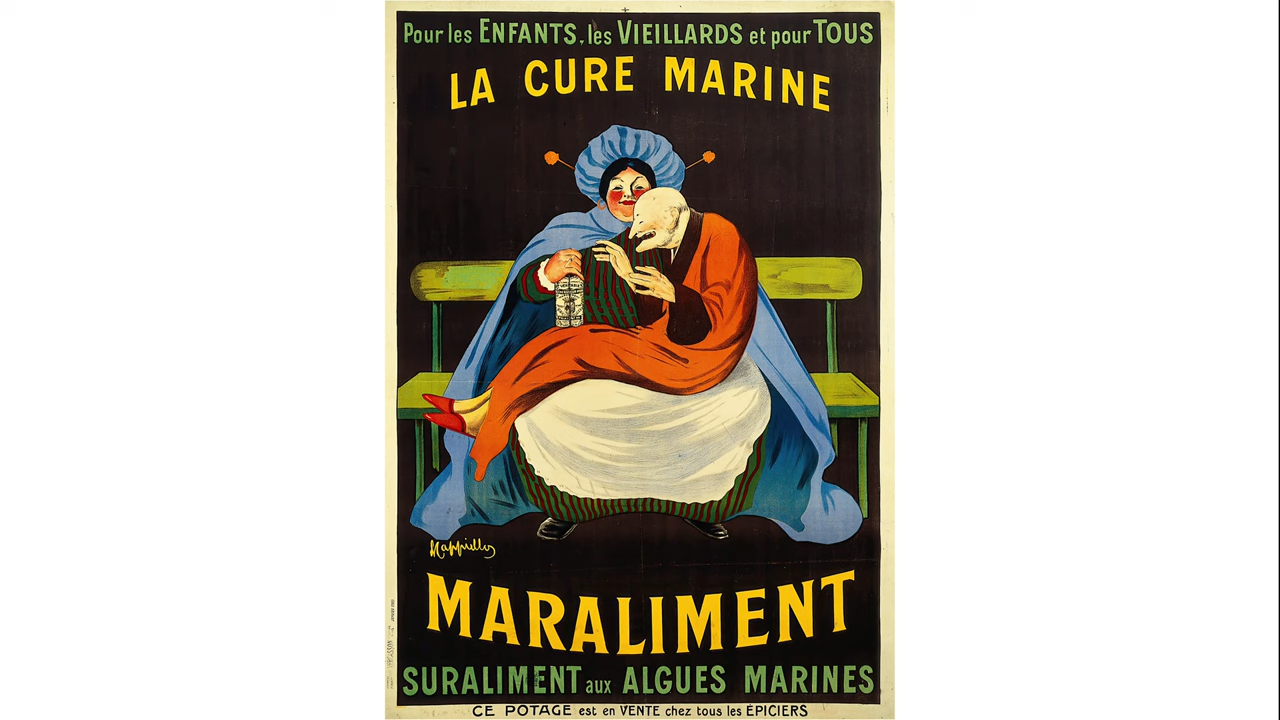 Pour les ENFANTS, les VIEILLARDS et pour TOUS
LA CURE MARINE
Cappiello
MARALIMENT
SURALIMENT aux ALGUES MARINES
CE POTAGE est en VENTE chez tous les ÉPICIERS